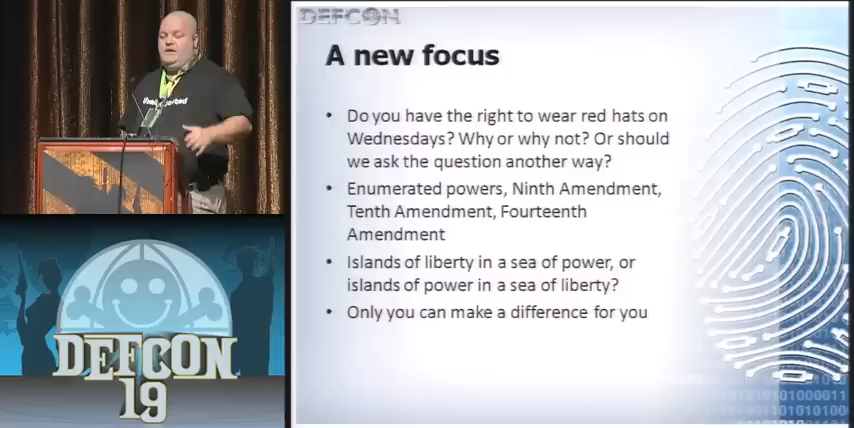 DEFCON
A new focus
• Do you have the right to wear red hats on
Wednesdays? Why or why not? Or should
we ask the question another way?
• Enumerated powers, Ninth Amendment,
Tenth Amendment, Fourteenth
Amendment
• Islands of liberty in a sea of power, or
islands of power in a sea of liberty?
• Only you can make a difference for you
DEFCON
19